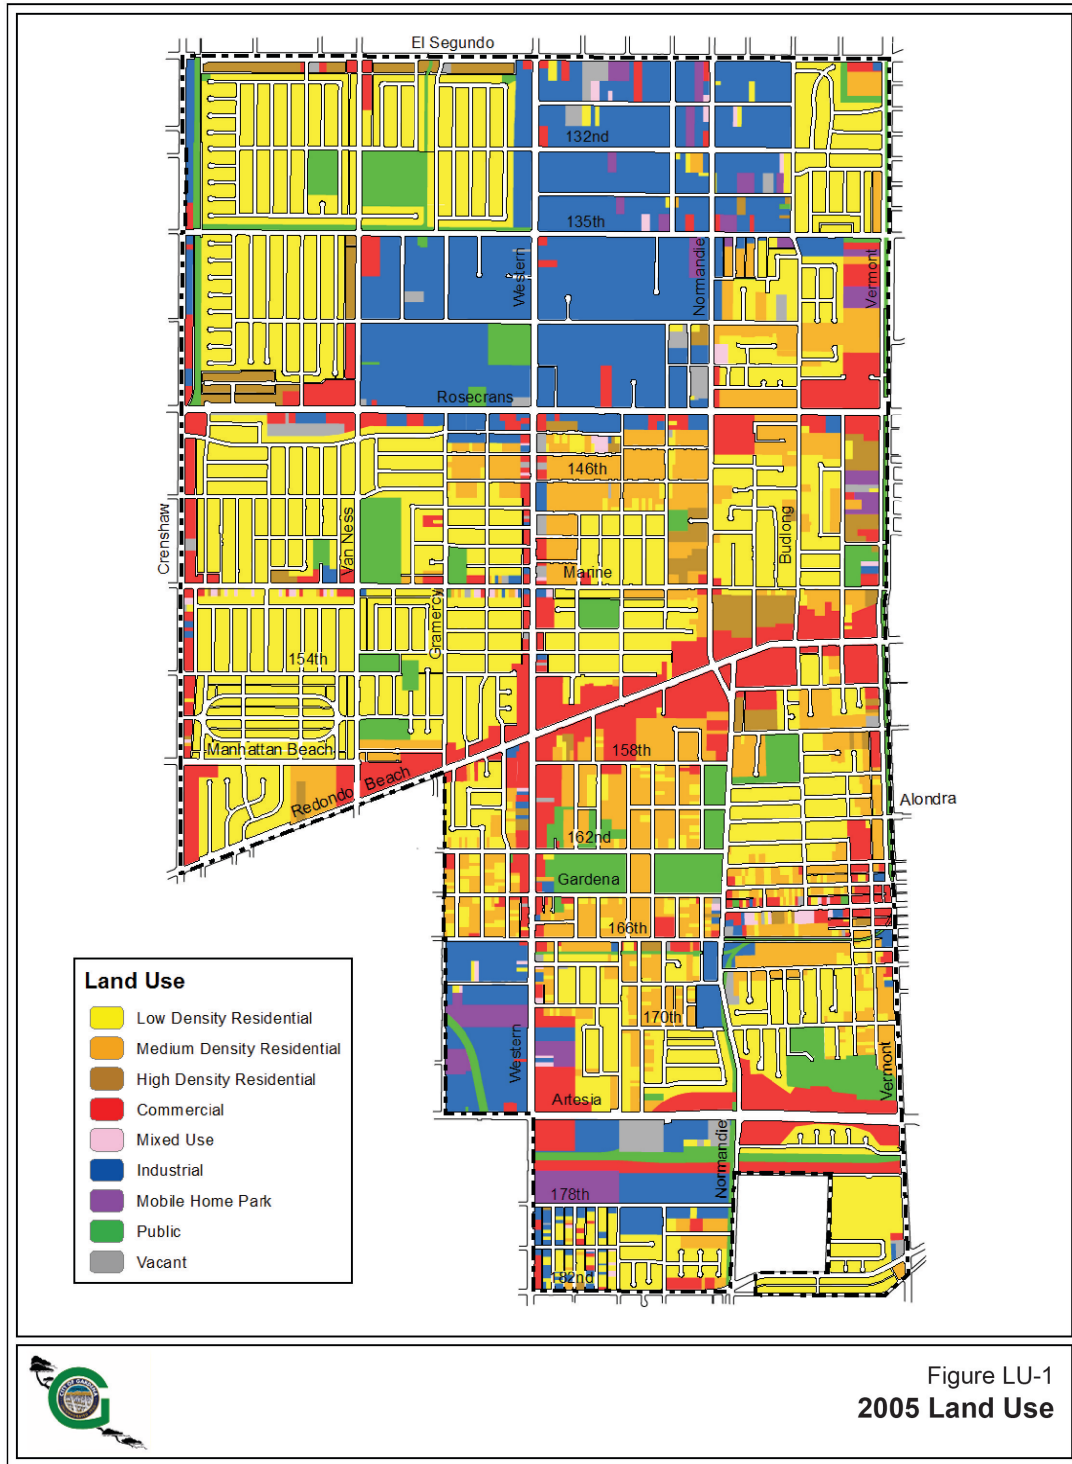 El Segundo
132nd
135th
Western
Normandie
Vermont
Rosecrans
146th
Crenshaw
Van Ness
Budlong
Marine
Gramercy
154th
Manhattan Beach
158th
Redondo Beach
Alondra
162nd
Gardena
166th
170th
Western
Vermont
Artesia
Normandie
178th
182nd
Land Use
Low Density Residential
Medium Density Residential
High Density Residential
Commercial
Mixed Use
Industrial
Mobile Home Park
Public
Vacant
CITY OF GARDENA
Figure LU-1
2005 Land Use